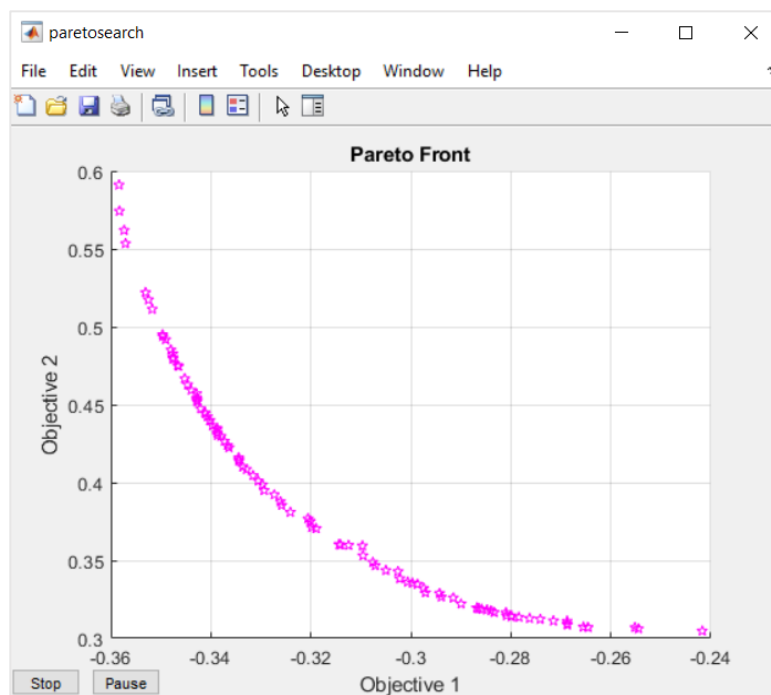 paretosearch
File Edit View Insert Tools Desktop Window Help
Pareto Front
0.6
0.55
0.5
0.45
0.4
0.35
0.3
Objective 2
-0.36 -0.34 -0.32 -0.3 -0.28 -0.26 -0.24
Objective 1
Stop Pause